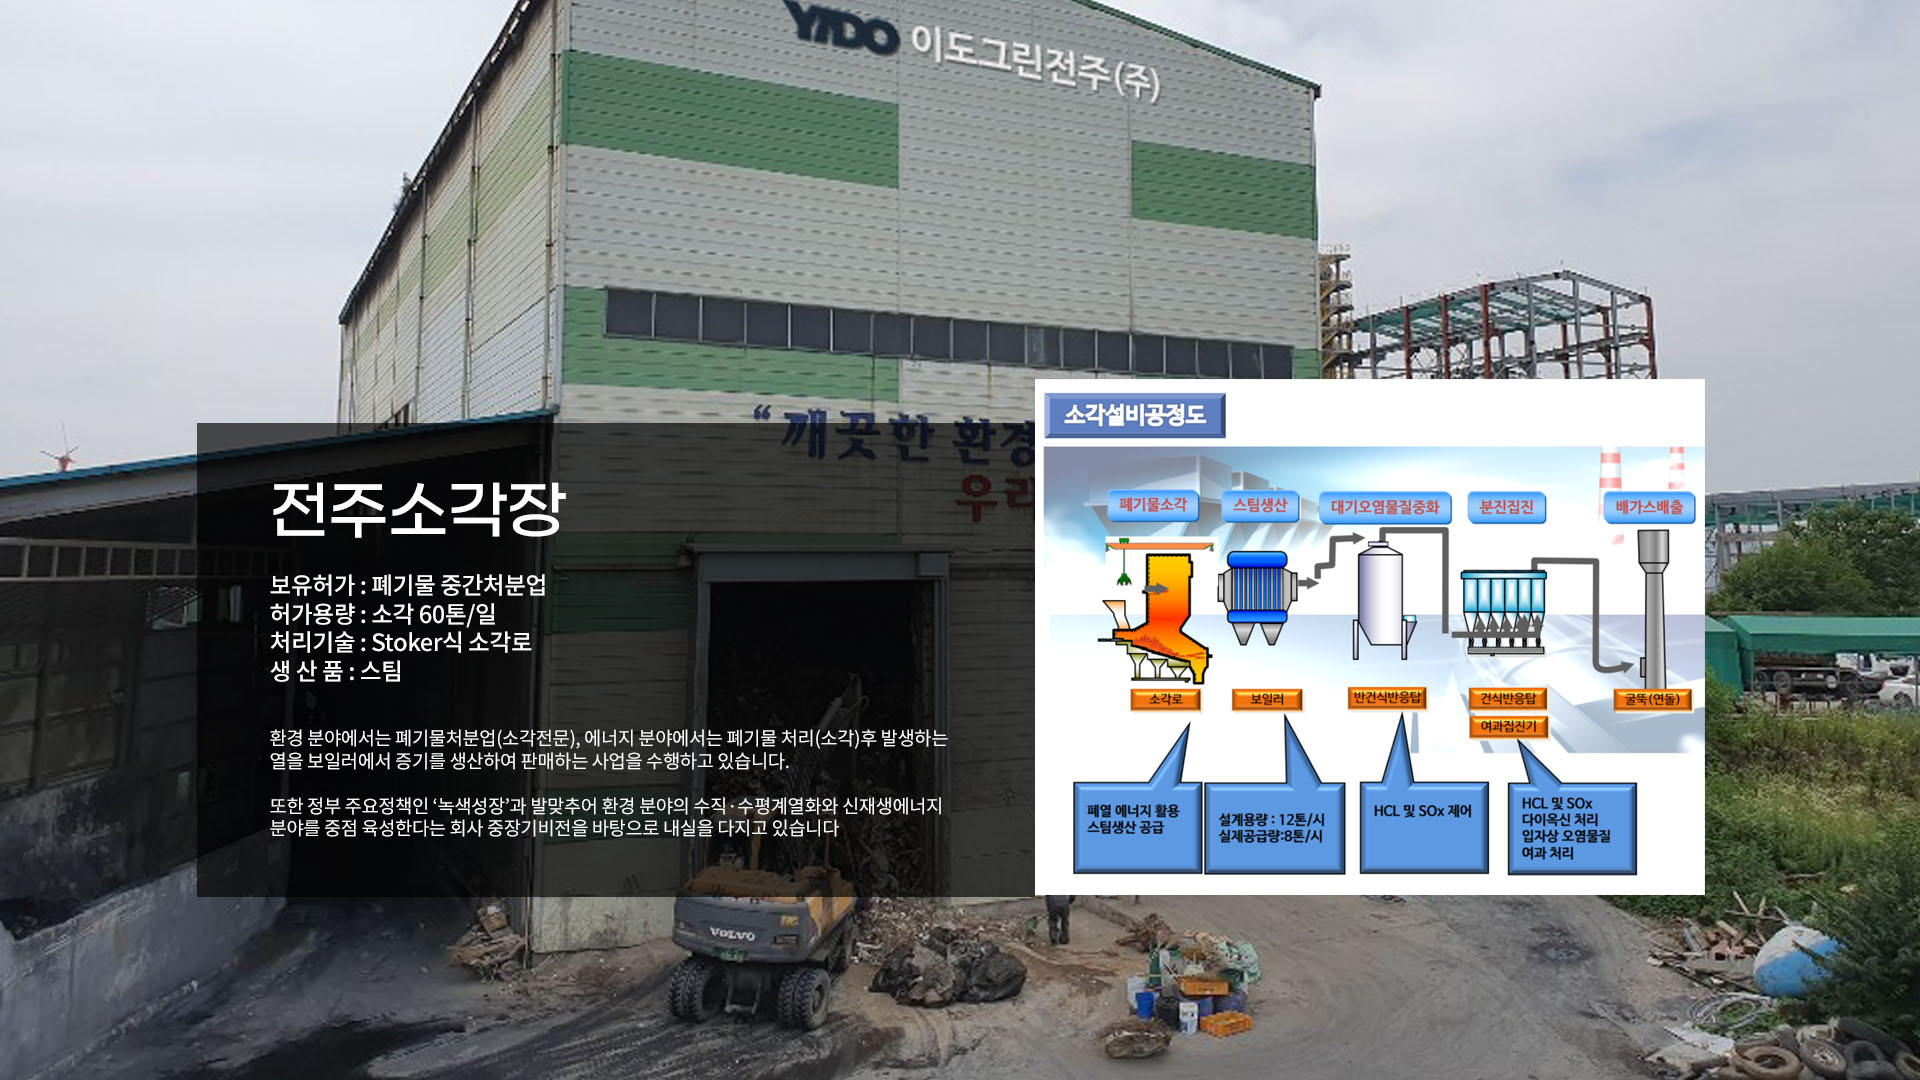 YIDO 이도그린전주(주)
“깨끗한 환경
우리
전주소각장
보유허가 : 폐기물 중간처분업
허가용량 : 소각 60톤/일
처리기술 : Stoker식 소각로
생 산 품 : 스팀
환경 분야에서는 폐기물처분업(소각전문), 에너지 분야에서는 폐기물 처리(소각)후 발생하는
열을 보일러에서 증기를 생산하여 판매하는 사업을 수행하고 있습니다.
또한 정부 주요정책인 ‘녹색성장’과 발맞추어 환경 분야의 수직·수평계열화와 신재생에너지
분야를 중점 육성한다는 회사 중장기비전을 바탕으로 내실을 다지고 있습니다
소각설비공정도
폐기물소각 스팀생산 대기오염물질중화 분진집진 배가스배출
소각로 보일러 반건식반응탑 건식반응탑 굴뚝(연돌)
여과집진기
폐열 에너지 활용
스팀생산 공급
설계용량 : 12톤/시
실제공급량:8톤/시
HCL 및 SOx 제어
HCL 및 SOx
다이옥신 처리
입자상 오염물질
여과 처리
VOLVO